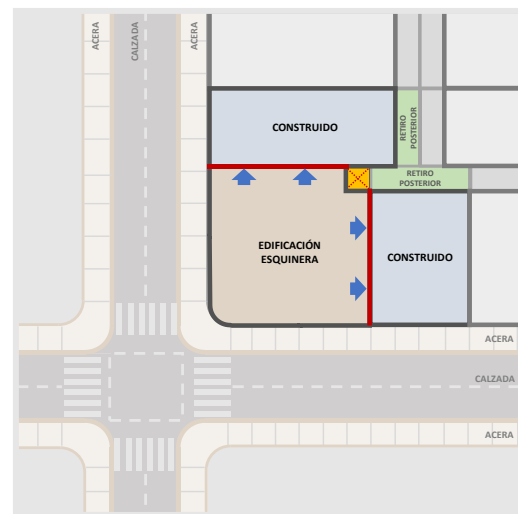 ACERA
CALZADA
ACERA
CONSTRUIDO
RETIRO
POSTERIOR
RETIRO
POSTERIOR
EDIFICACIÓN
ESQUINERA
CONSTRUIDO
ACERA
CALZADA
ACERA